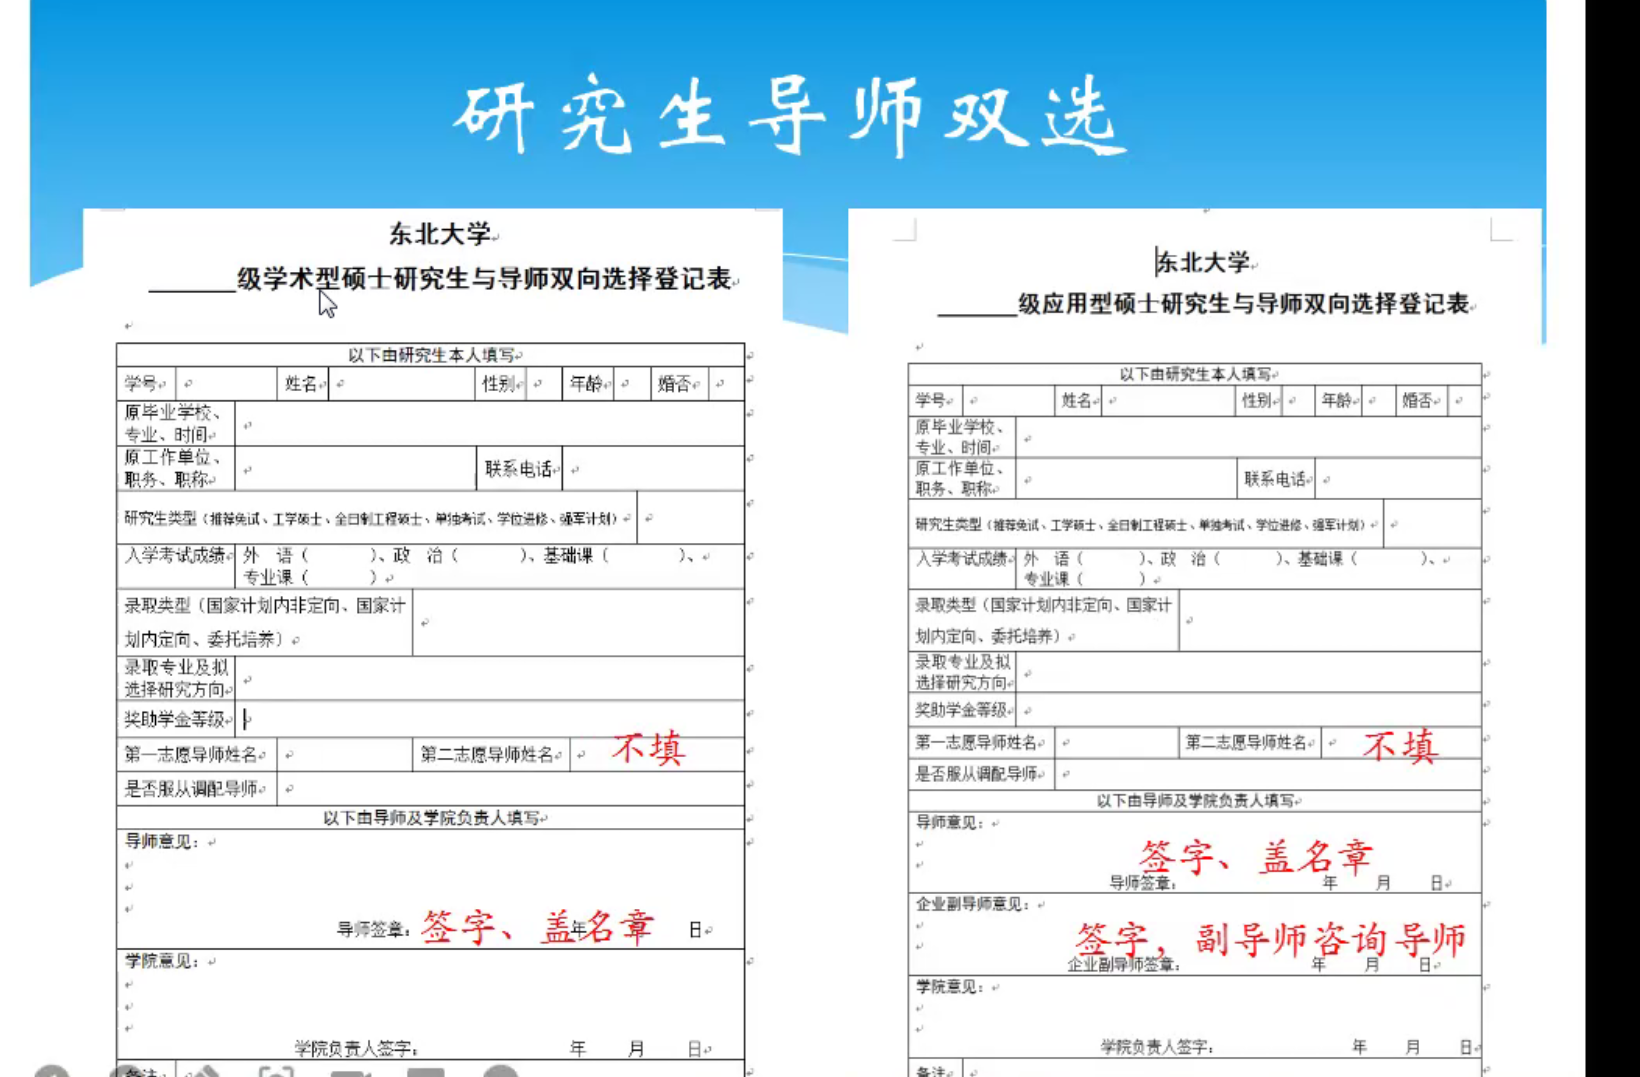 研究生导师双选
东北大学
级学术型硕士研究生与导师双向选择登记表
以下由研究生本人填写
学号 姓名 性别 年龄 婚否
原毕业学校、
专业、时间
原工作单位、
职务、职称
联系电话
研究生类型（推荐免试、工学硕士、全日制工程硕士、单独考试、学位进修、强军计划）
入学考试成绩
外 语（ ）、政 治（ ）、基础课（ ）、
专业课（ ）
录取类型（国家计划内非定向、国家计
划内定向、委托培养）
录取专业及拟
选择研究方向
奖助学金等级
第一志愿导师姓名 第二志愿导师姓名 不填
是否服从调配导师
以下由导师及学院负责人填写
导师意见：
导师签章： 签字、盖名章 年 日
学院意见：
学院负责人签字： 年 月 日
备注
东北大学
级应用型硕士研究生与导师双向选择登记表
以下由研究生本人填写
学号 姓名 性别 年龄 婚否
原毕业学校、
专业、时间
原工作单位、
职务、职称
联系电话
研究生类型（推荐免试、工学硕士、全日制工程硕士、单独考试、学位进修、强军计划）
入学考试成绩
外 语（ ）、政 治（ ）、基础课（ ）、
专业课（ ）
录取类型（国家计划内非定向、国家计
划内定向、委托培养）
录取专业及拟
选择研究方向
奖助学金等级
第一志愿导师姓名 第二志愿导师姓名 不填
是否服从调配导师
以下由导师及学院负责人填写
导师意见：
签字、盖名章
导师签章： 年 月 日
企业副导师意见：
签字，副导师咨询导师
企业副导师签章： 年 月 日
学院意见：
学院负责人签字： 年 月 日
备注